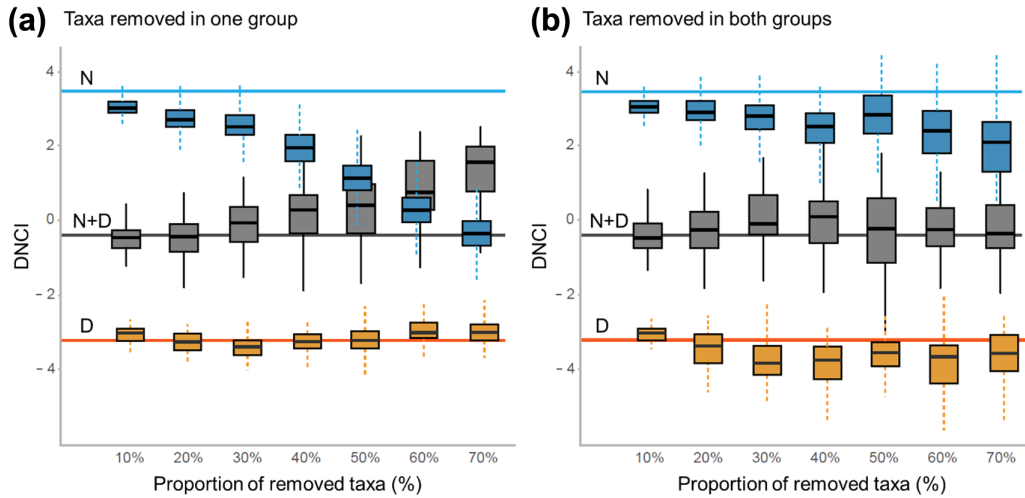 (a) Taxa removed in one group
4
2
0
− 2
− 4
N
N+D
D
DNCI
10% 20% 30% 40% 50% 60% 70%
Proportion of removed taxa (%)
(b) Taxa removed in both groups
4
2
0
− 2
− 4
N
N+D
D
DNCI
10% 20% 30% 40% 50% 60% 70%
Proportion of removed taxa (%)